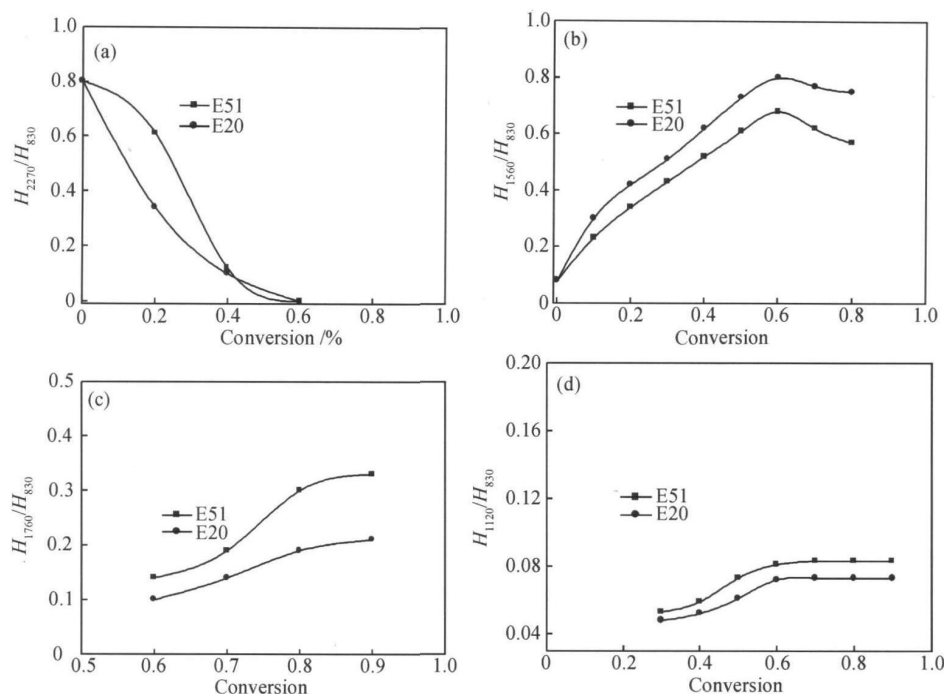 (a)
E51
E20
H2270/H830
1.0
0.8
0.6
0.4
0.2
0
0 0.2 0.4 0.6 0.8 1.0
Conversion /%
(b)
E51
E20
H1560/H830
1.0
0.8
0.6
0.4
0.2
0
0 0.2 0.4 0.6 0.8 1.0
Conversion
(c)
E51
E20
H1760/H830
0.5
0.4
0.3
0.2
0.1
0
0.5 0.6 0.7 0.8 0.9 1.0
Conversion
(d)
E51
E20
H1120/H830
0.20
0.16
0.12
0.08
0.04
0 0.2 0.4 0.6 0.8 1.0
Conversion